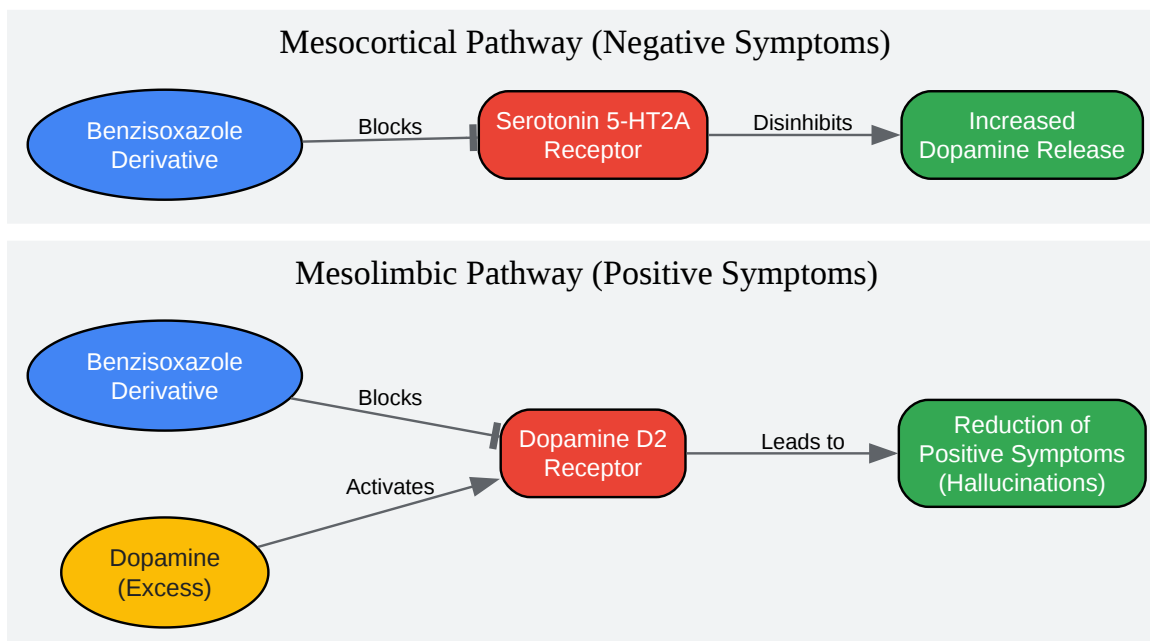 Mesocortical Pathway (Negative Symptoms)
Benzisoxazole
Derivative
Blocks
Serotonin 5-HT2A
Receptor
Disinhibits
Increased
Dopamine Release
Mesolimbic Pathway (Positive Symptoms)
Benzisoxazole
Derivative
Blocks
Dopamine D2
Receptor
Leads to
Reduction of
Positive Symptoms
(Hallucinations)
Activates
Dopamine
(Excess)